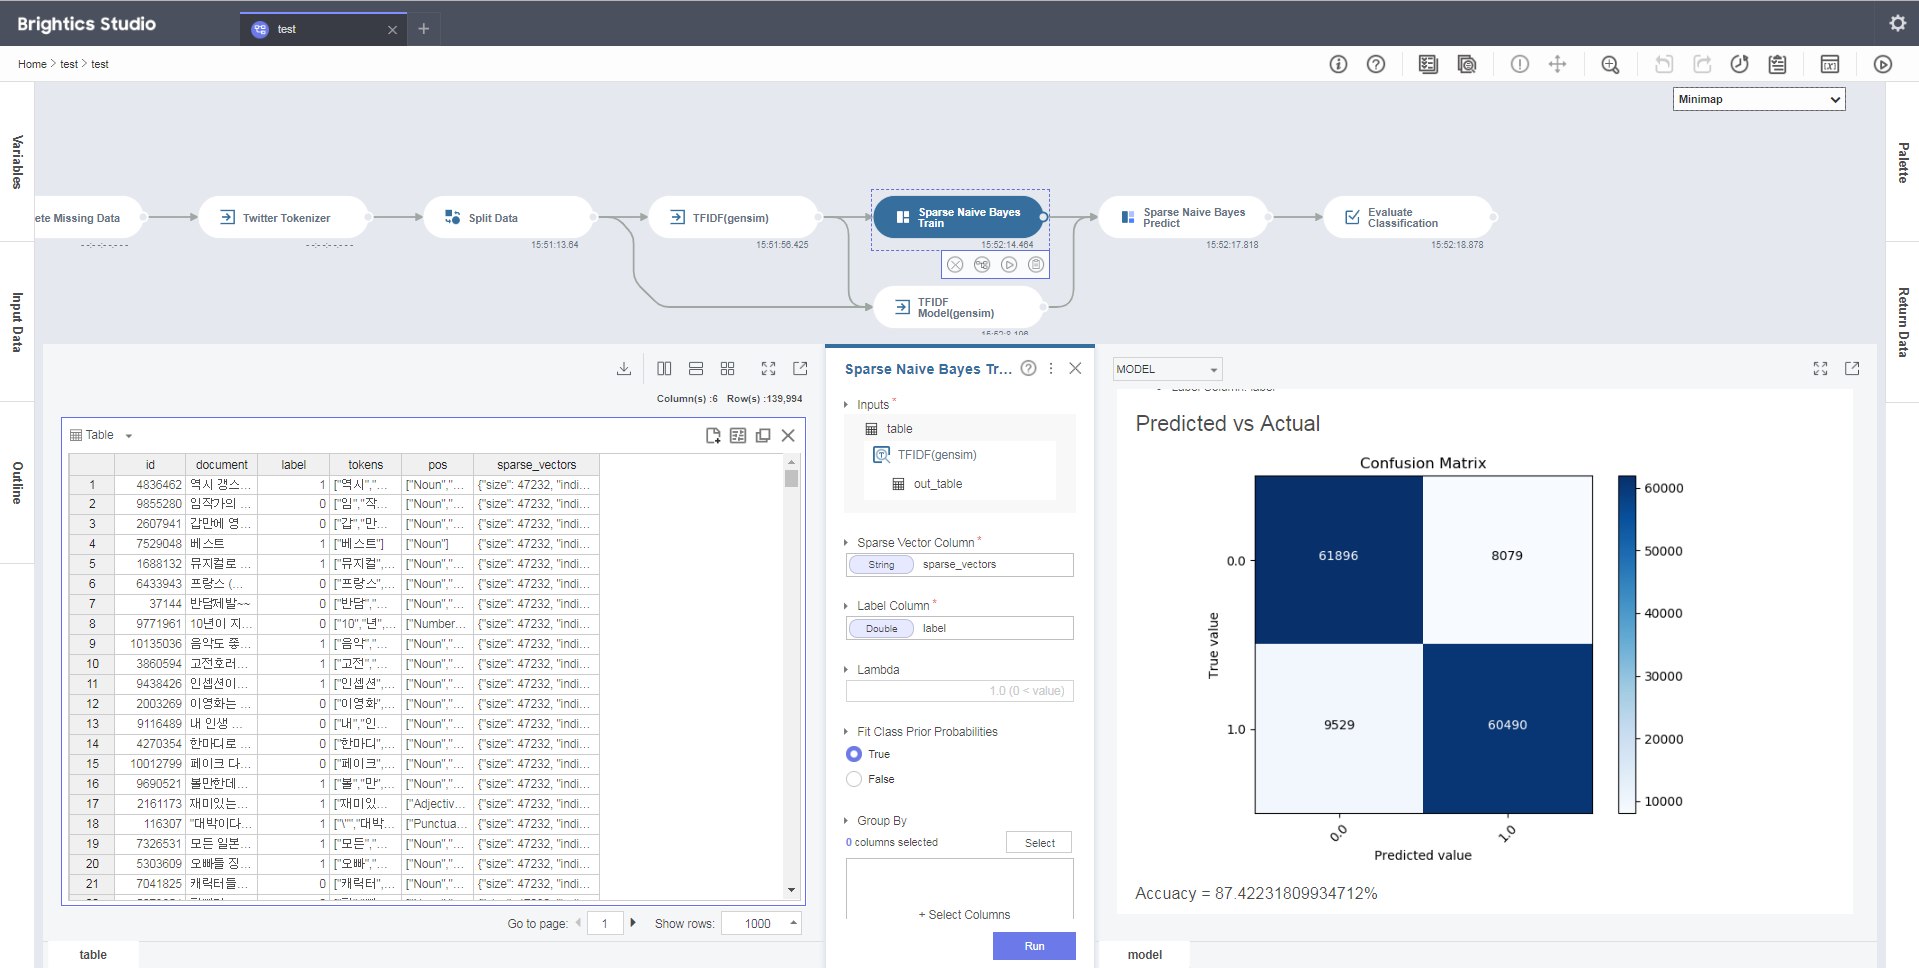 Brightics Studio
test
Home > test > test
Minimap
Variables
Input Data
Outline
Palette
Return Data
ete Missing Data
--:--:--.---
Twitter Tokenizer
--:--:--.---
Split Data
15:51:13.64
TFIDF(gensim)
15:51:56.425
Sparse Naive Bayes
Train
15:52:14.464
TFIDF
Model(gensim)
15:52:8.106
Sparse Naive Bayes
Predict
15:52:17.818
Evaluate
Classification
15:52:18.878
Column(s) :6 Row(s) :139,994
Table
id document label tokens pos sparse_vectors
1 4836462 역시 갱스... 1 ["역시","... ["Noun","... {"size": 47232, "indi...
2 9855280 임작가의 ... 0 ["임","작... ["Noun","... {"size": 47232, "indi...
3 2607941 갑만에 영... 0 ["갑","만... ["Noun","... {"size": 47232, "indi...
4 7529048 베스트 1 ["베스트"] ["Noun"] {"size": 47232, "indi...
5 1688132 뮤지컬로 ... 1 ["뮤지컬",... ["Noun","... {"size": 47232, "indi...
6 6433943 프랑스 (... 0 ["프랑스",... ["Noun","... {"size": 47232, "indi...
7 37144 반담제발~~ 0 ["반담","... ["Noun","... {"size": 47232, "indi...
8 9771961 10년이 지... 0 ["10","년",... ["Number... {"size": 47232, "indi...
9 10135036 음악도 좋... 1 ["음악","... ["Noun","... {"size": 47232, "indi...
10 3860594 고전호러... 1 ["고전","... ["Noun","... {"size": 47232, "indi...
11 9438426 인셉션이... 1 ["인셉션",... ["Noun","... {"size": 47232, "indi...
12 2003269 이영화는 ... 0 ["이영화",... ["Noun","... {"size": 47232, "indi...
13 9116489 내 인생 ... 0 ["내","인... ["Noun","... {"size": 47232, "indi...
14 4270354 한마디로 ... 0 ["한마디",... ["Noun","... {"size": 47232, "indi...
15 10012799 페이크 다... 0 ["페이크",... ["Noun","... {"size": 47232, "indi...
16 9690521 볼만한데... 1 ["볼","만",... ["Noun","... {"size": 47232, "indi...
17 2161173 재미있는... 1 ["재미있... ["Adjectiv... {"size": 47232, "indi...
18 116307 "대박이다... 1 ["\"","대박... ["Punctua... {"size": 47232, "indi...
19 7326531 모든 일본... 1 ["모든",... ["Noun","... {"size": 47232, "indi...
20 5303609 오빠들 징... 1 ["오빠",... ["Noun","... {"size": 47232, "indi...
21 7041825 캐릭터들... 0 ["캐릭터",... ["Noun","... {"size": 47232, "indi...
Go to page: 1 Show rows: 1000
table
Sparse Naive Bayes Tr...
Inputs *
table
TFIDF(gensim)
out_table
Sparse Vector Column *
String sparse_vectors
Label Column *
Double label
Lambda
1.0 (0 < value)
Fit Class Prior Probabilities
True
False
Group By
0 columns selected
Select
+ Select Columns
Run
MODEL
Label Column: label
Predicted vs Actual
Confusion Matrix
61896 8079
9529 60490
0.0
1.0
True value
0.0 1.0
Predicted value
60000
50000
40000
30000
20000
10000
Accuacy = 87.42231809934712%
model